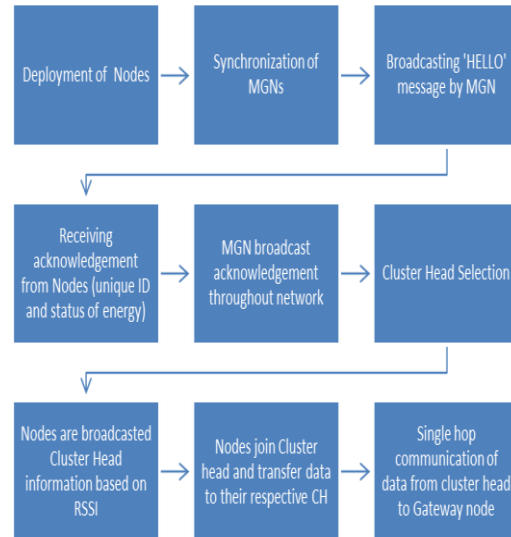 Deployment of Nodes
Synchronization of
MGNs
Broadcasting 'HELLO'
message by MGN
Receiving
acknowledgement
from Nodes (unique ID
and status of energy)
MGN broadcast
acknowledgement
throughout network
Cluster Head Selection
Nodes are broadcasted
Cluster Head
information based on
RSSI
Nodes join Cluster
head and transfer data
to their respective CH
Single hop
communication of
data from cluster head
to Gateway node